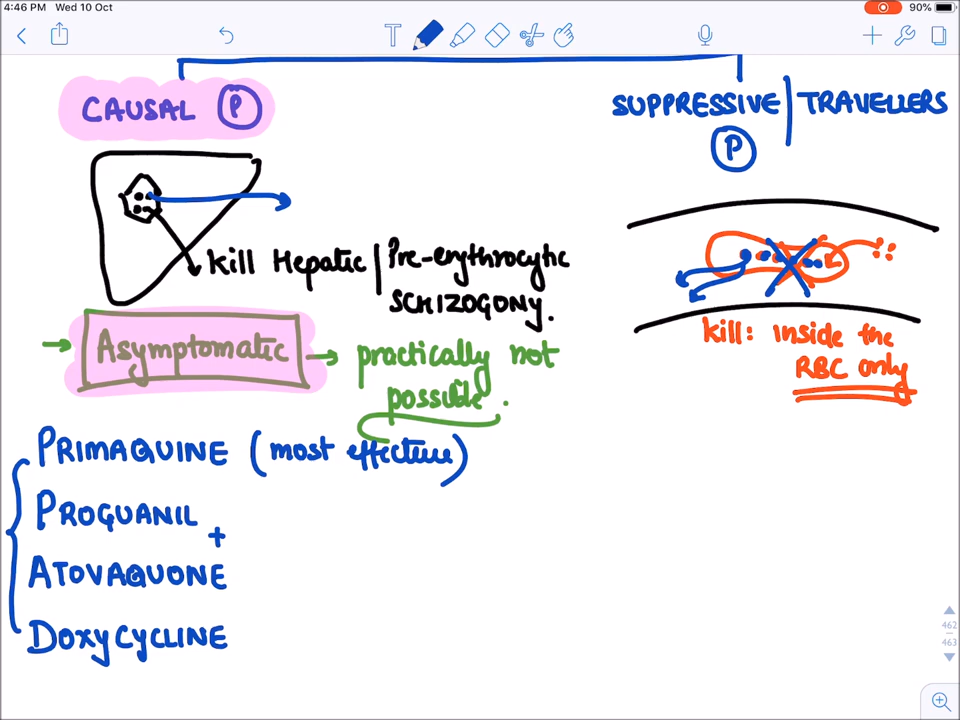 4:46 PM Wed 10 Oct
90%
T
CAUSAL P
SUPPRESSIVE | TRAVELLERS
P
Kill Hepatic | Pre-erythrocytic
SCHIZOGONY.
kill: inside the
RBC only
Asymptomatic
practically not
possible.
PRIMAQUINE (most effective)
PROGUANIL
+
ATOVAQUONE
DOXYCYCLINE
462
463